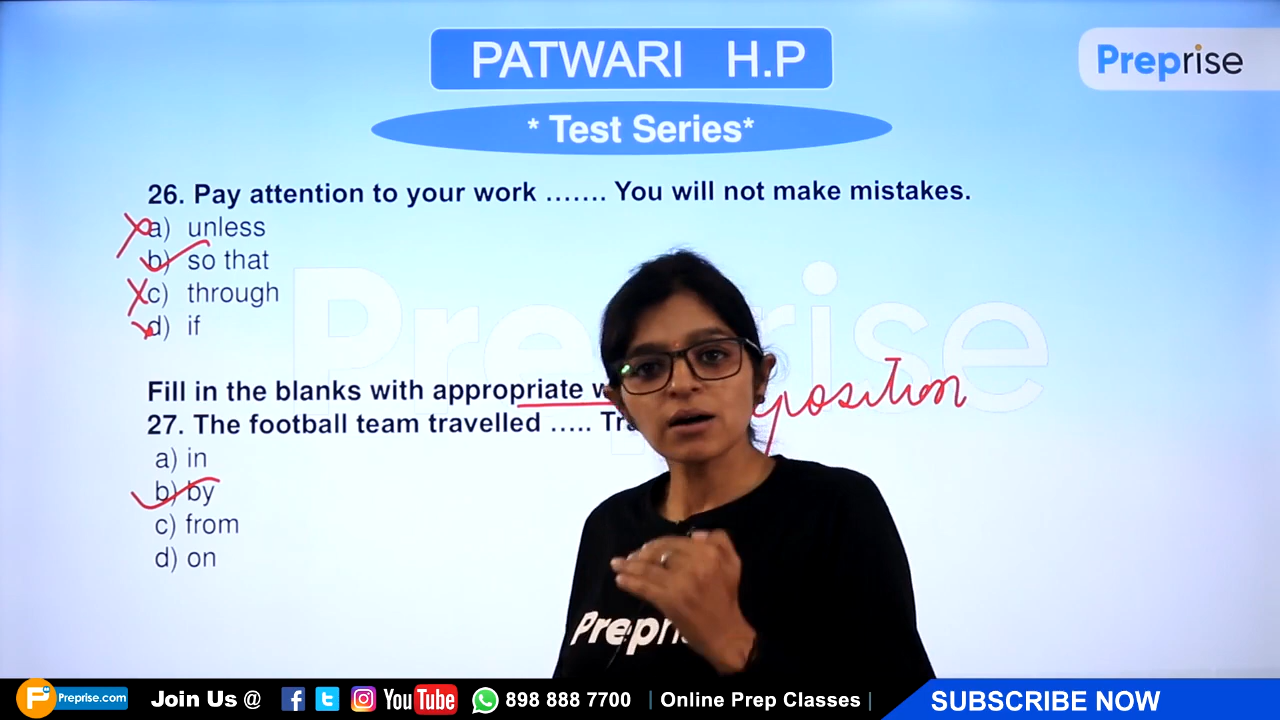 PATWARI H.P
Preprise
* Test Series*
26. Pay attention to your work ....... You will not make mistakes.
a) unless
b) so that
c) through
d) if
Preprise
Fill in the blanks with appropriate
27. The football team travelled .....
a) in
b) by
c) from
d) on
Preprise.com
Join Us @
YouTube
898 888 7700
| Online Prep Classes |
SUBSCRIBE NOW